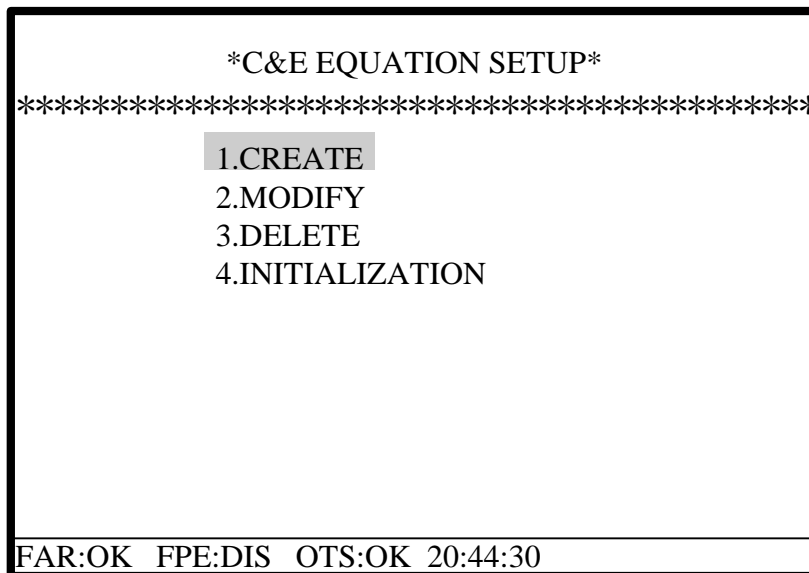 *C&E EQUATION SETUP*
*******************************************
1.CREATE
2.MODIFY
3.DELETE
4.INITIALIZATION
FAR:OK FPE:DIS OTS:OK 20:44:30